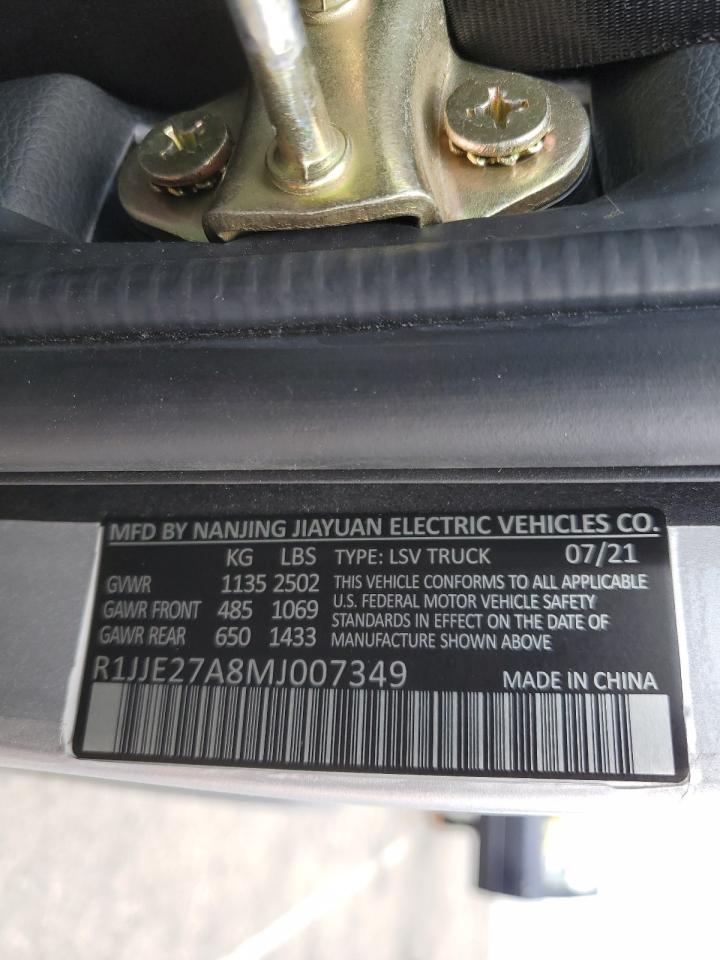 MFD BY NANJING JIAYUAN ELECTRIC VEHICLES CO.
KG LBS TYPE: LSV TRUCK 07/21
GVWR 1135 2502 THIS VEHICLE CONFORMS TO ALL APPLICABLE
GAWR FRONT 485 1069 U.S. FEDERAL MOTOR VEHICLE SAFETY
GAWR REAR 650 1433 STANDARDS IN EFFECT ON THE DATE OF
MANUFACTURE SHOWN ABOVE
R1JJE27A8MJ007349 MADE IN CHINA